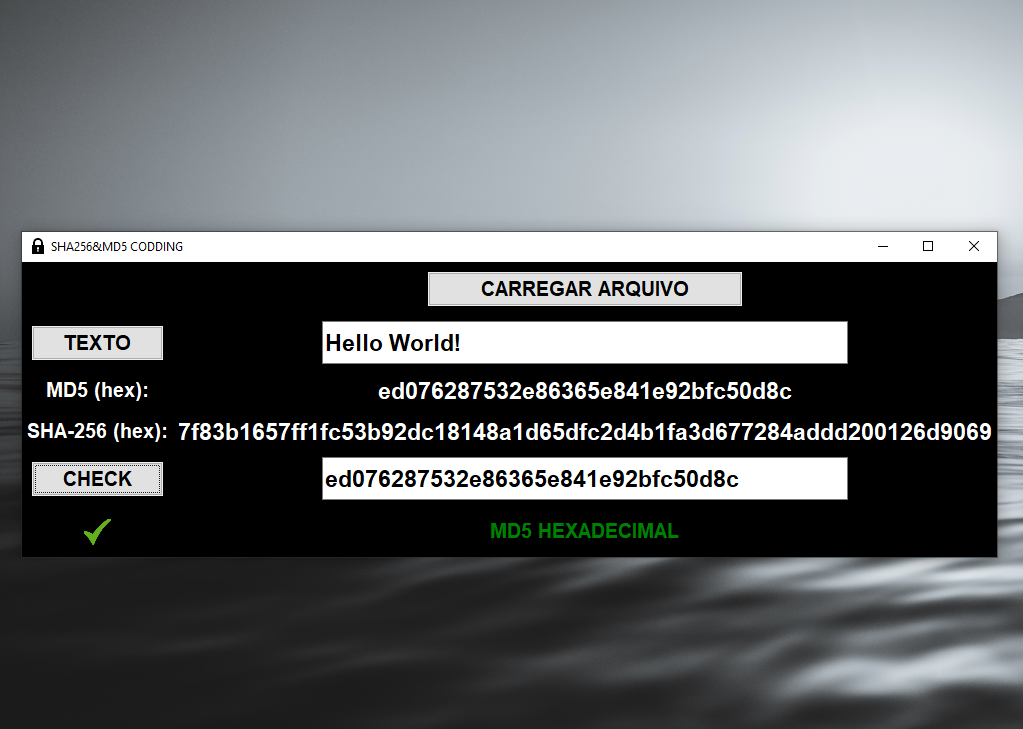 SHA256&MD5 CODDING
CARREGAR ARQUIVO
TEXTO Hello World!
MD5 (hex): ed076287532e86365e841e92bfc50d8c
SHA-256 (hex): 7f83b1657ff1fc53b92dc18148a1d65dfc2d4b1fa3d677284addd200126d9069
CHECK ed076287532e86365e841e92bfc50d8c
MD5 HEXADECIMAL